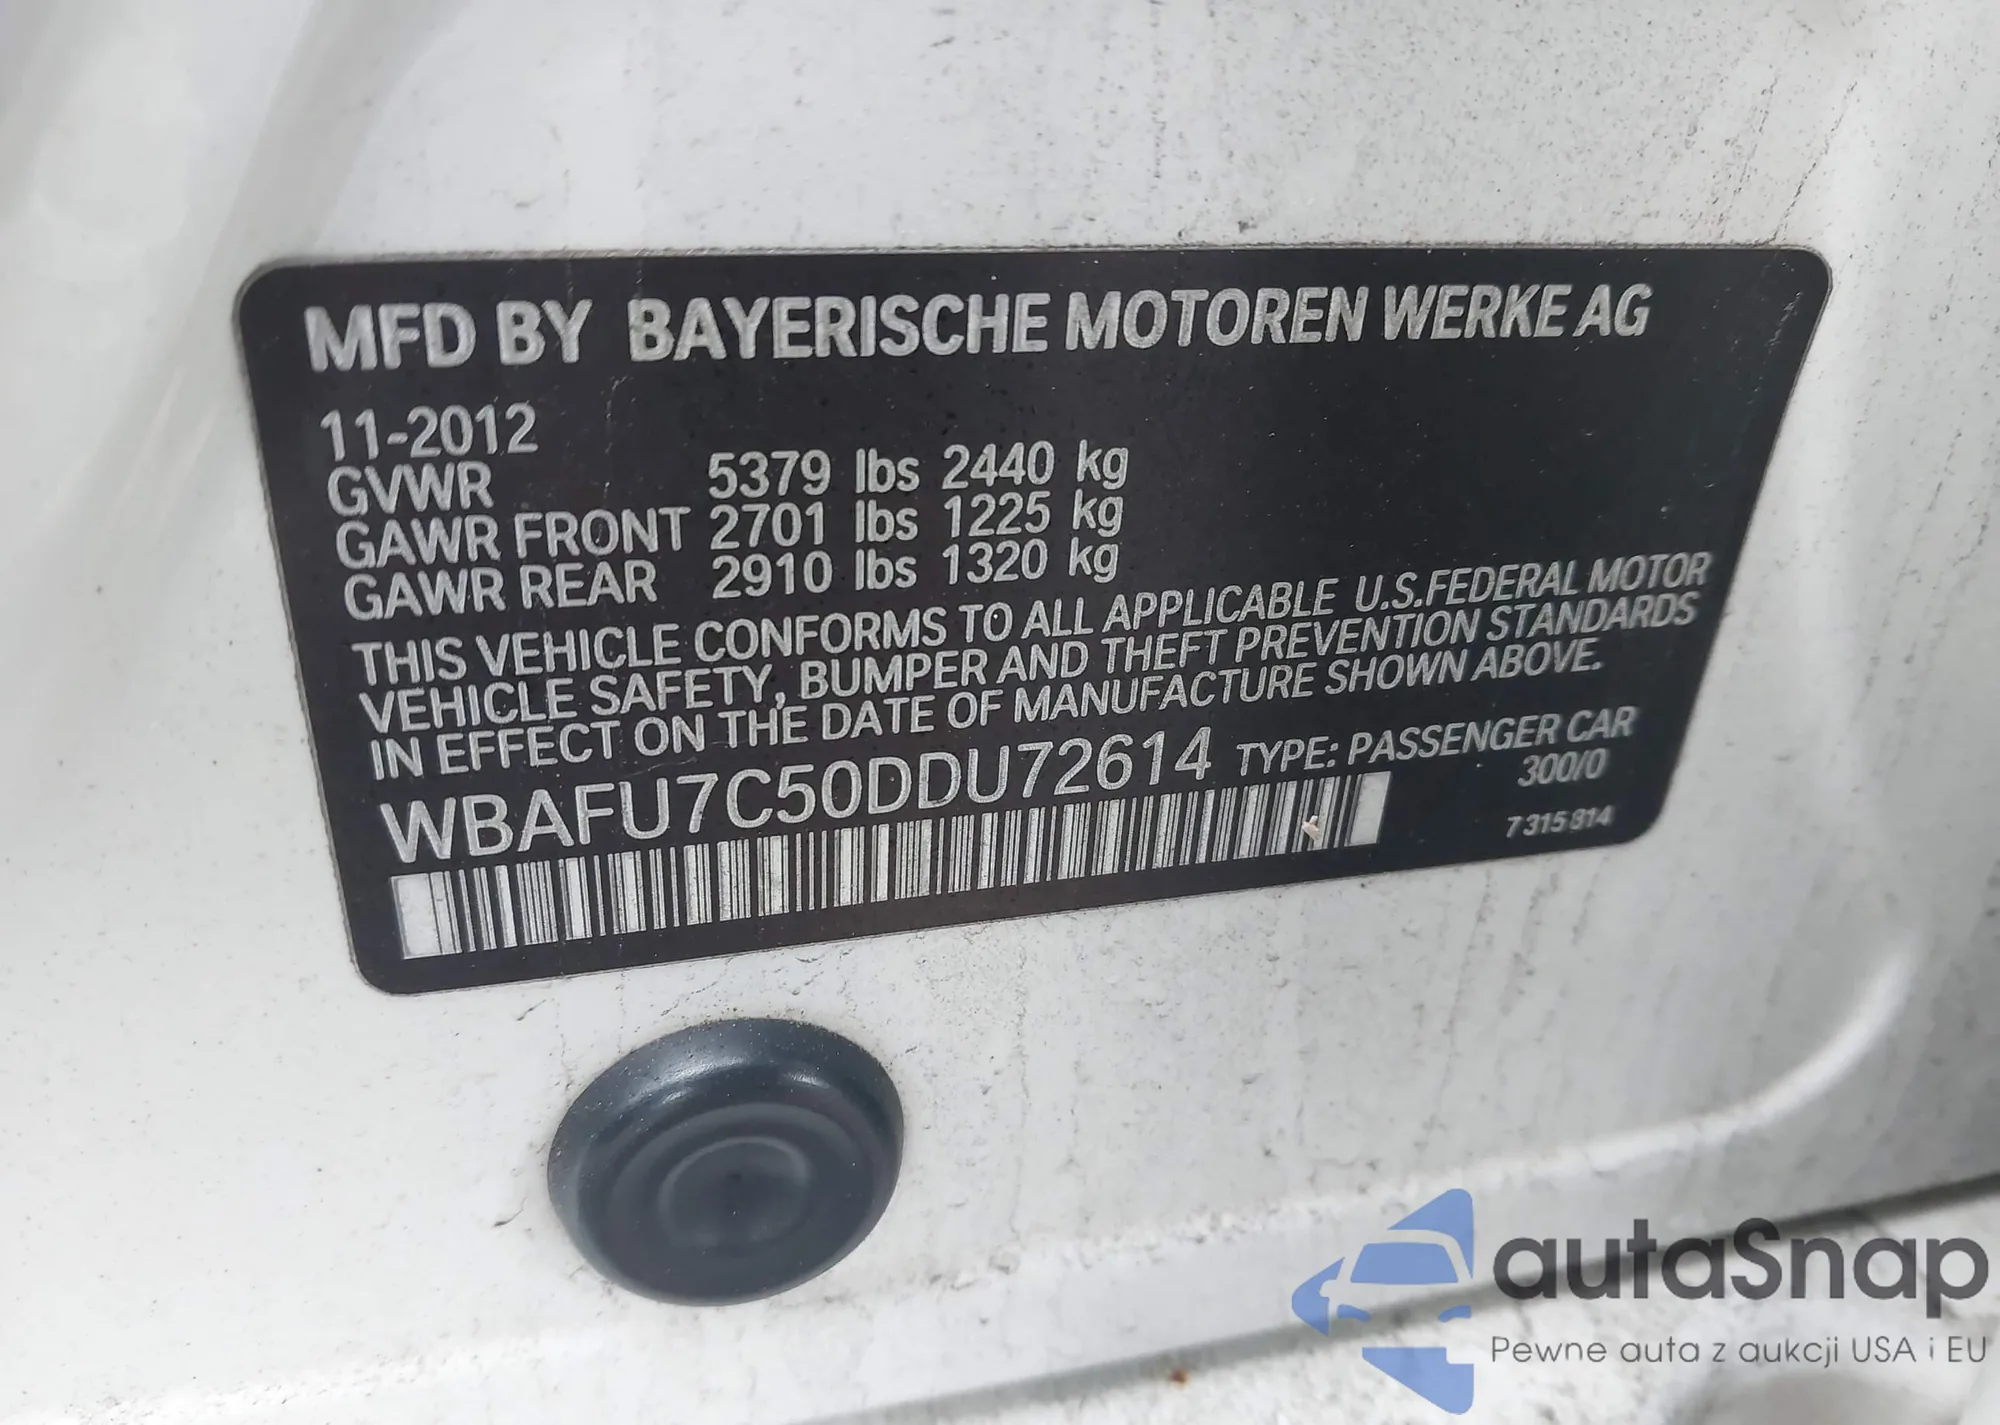 MFD BY BAYERISCHE MOTOREN WERKE AG
11-2012
GVWR 5379 lbs 2440 kg
GAWR FRONT 2701 lbs 1225 kg
GAWR REAR 2910 lbs 1320 kg
THIS VEHICLE CONFORMS TO ALL APPLICABLE U.S.FEDERAL MOTOR
VEHICLE SAFETY, BUMPER AND THEFT PREVENTION STANDARDS
IN EFFECT ON THE DATE OF MANUFACTURE SHOWN ABOVE.
WBAFU7C50DDU72614 TYPE: PASSENGER CAR
300/0
7 315 814
autaSnap
Pewne auta z aukcji USA i EU